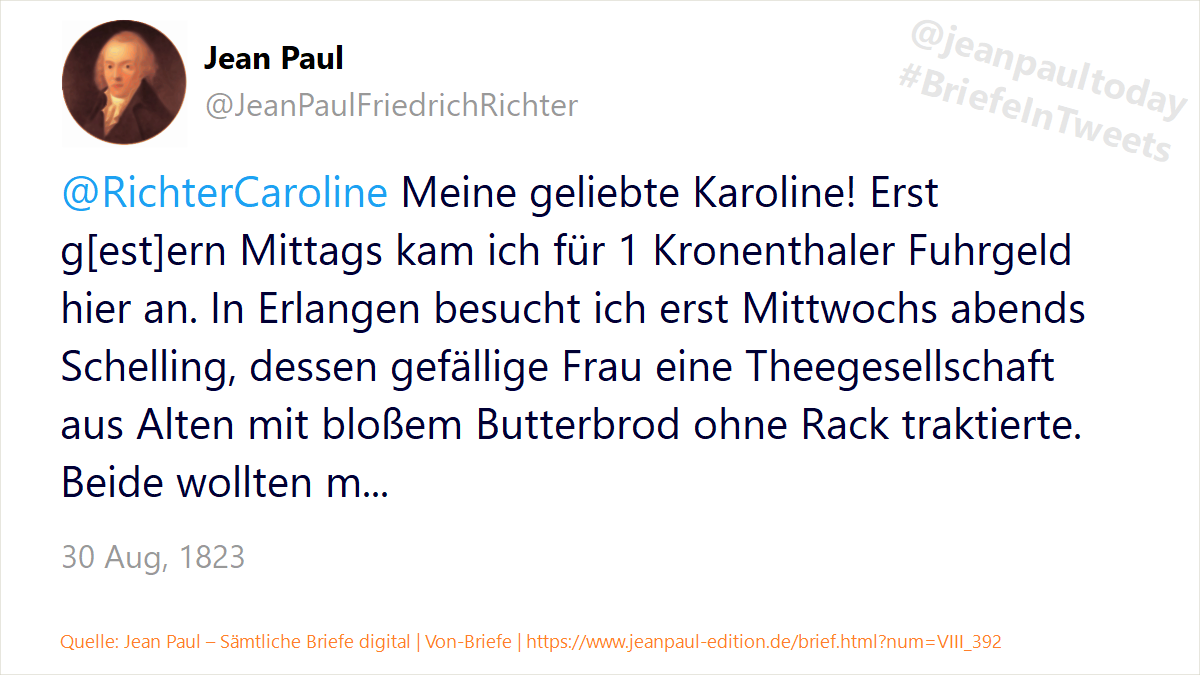 Jean Paul
@JeanPaulFriedrichRichter
@jeanpaultoday
#BriefeInTweets
@RichterCaroline Meine geliebte Karoline! Erst
g[est]ern Mittags kam ich für 1 Kronenthaler Fuhrgeld
hier an. In Erlangen besucht ich erst Mittwochs abends
Schelling, dessen gefällige Frau eine Theegesellschaft
aus Alten mit bloßem Butterbrod ohne Rack traktierte.
Beide wollten m...
30 Aug, 1823
Quelle: Jean Paul – Sämtliche Briefe digital | Von-Briefe | https://www.jeanpaul-edition.de/brief.html?num=VIII_392